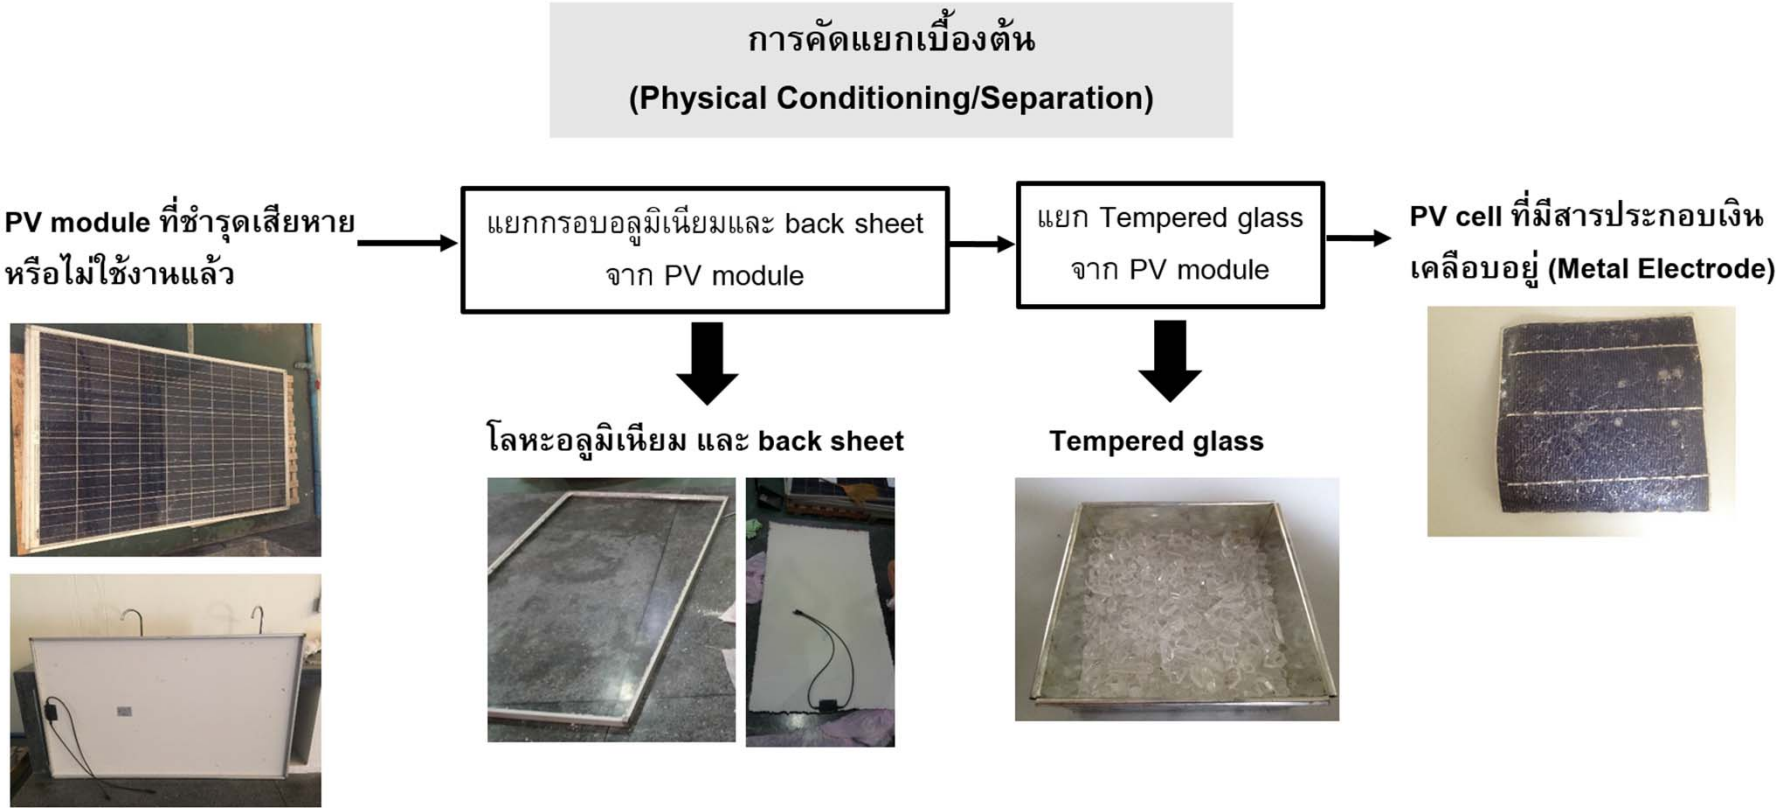 การคัดแยกเบื้องต้น
(Physical Conditioning/Separation)
PV module ที่ชำรุดเสียหาย
หรือไม่ใช้งานแล้ว
แยกกรอบอลูมิเนียมและ back sheet
จาก PV module
แยก Tempered glass
จาก PV module
PV cell ที่มีสารประกอบเงิน
เคลือบอยู่ (Metal Electrode)
โลหะอลูมิเนียม และ back sheet
Tempered glass